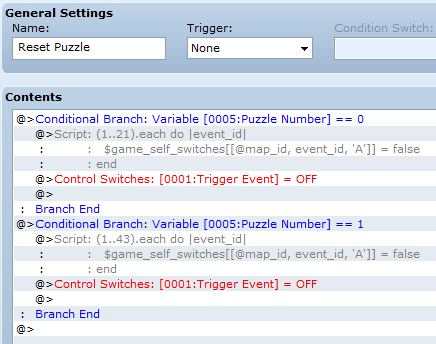 General Settings
Name: Trigger: Condition Switch:
Reset Puzzle None
Contents
@>Conditional Branch: Variable [0005:Puzzle Number] == 0
@>Script: (1..21).each do |event_id|
: : $game_self_switches[[@map_id, event_id, 'A']] = false
: : end
@>Control Switches: [0001:Trigger Event] = OFF
@>
: Branch End
@>Conditional Branch: Variable [0005:Puzzle Number] == 1
@>Script: (1..43).each do |event_id|
: : $game_self_switches[[@map_id, event_id, 'A']] = false
: : end
@>Control Switches: [0001:Trigger Event] = OFF
@>
: Branch End
@>